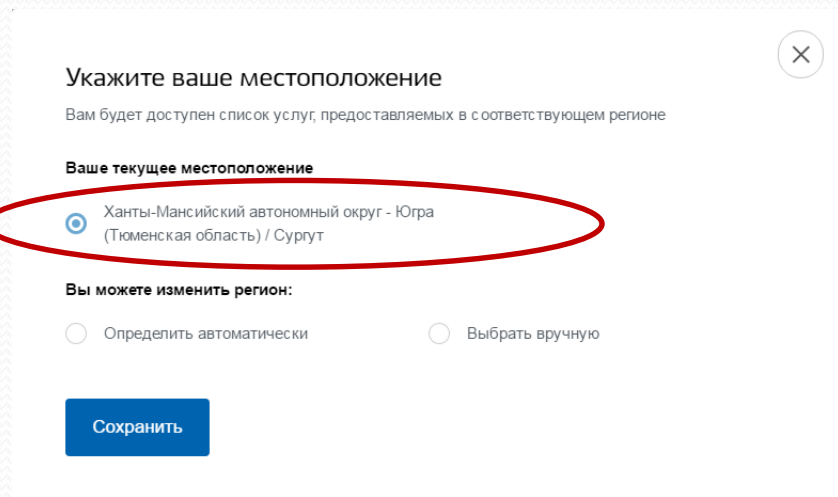 Укажите ваше местоположение
Вам будет доступен список услуг, предоставляемых в соответствующем регионе
Ваше текущее местоположение
Ханты-Мансийский автономный округ - Югра
(Тюменская область) / Сургут
Вы можете изменить регион:
Определить автоматически
Выбрать вручную
Сохранить